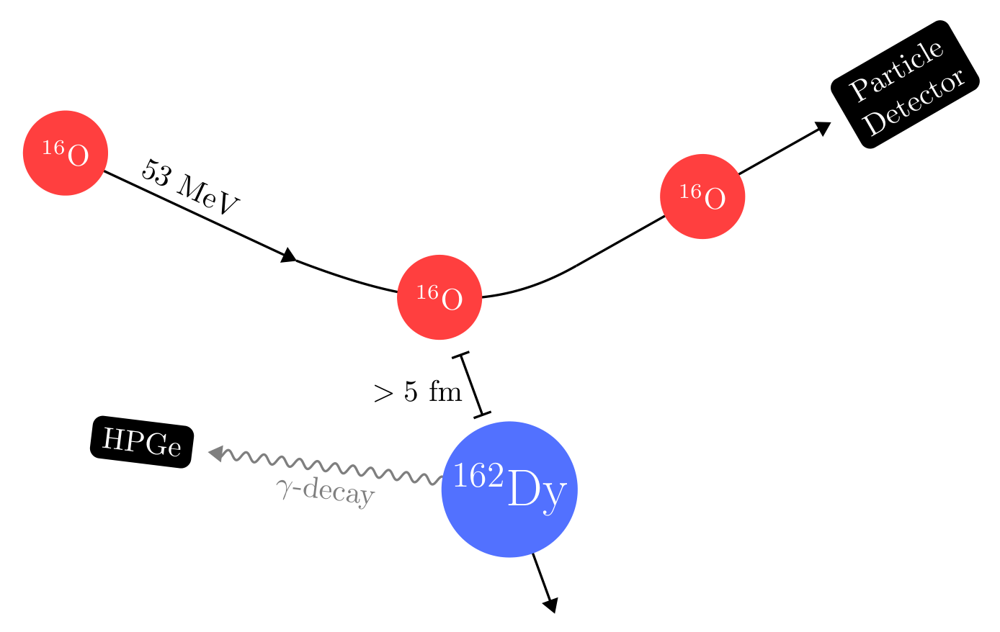 Particle
Detector
¹⁶O
53 MeV
¹⁶O
¹⁶O
> 5 fm
HPGe
γ-decay
¹⁶²Dy